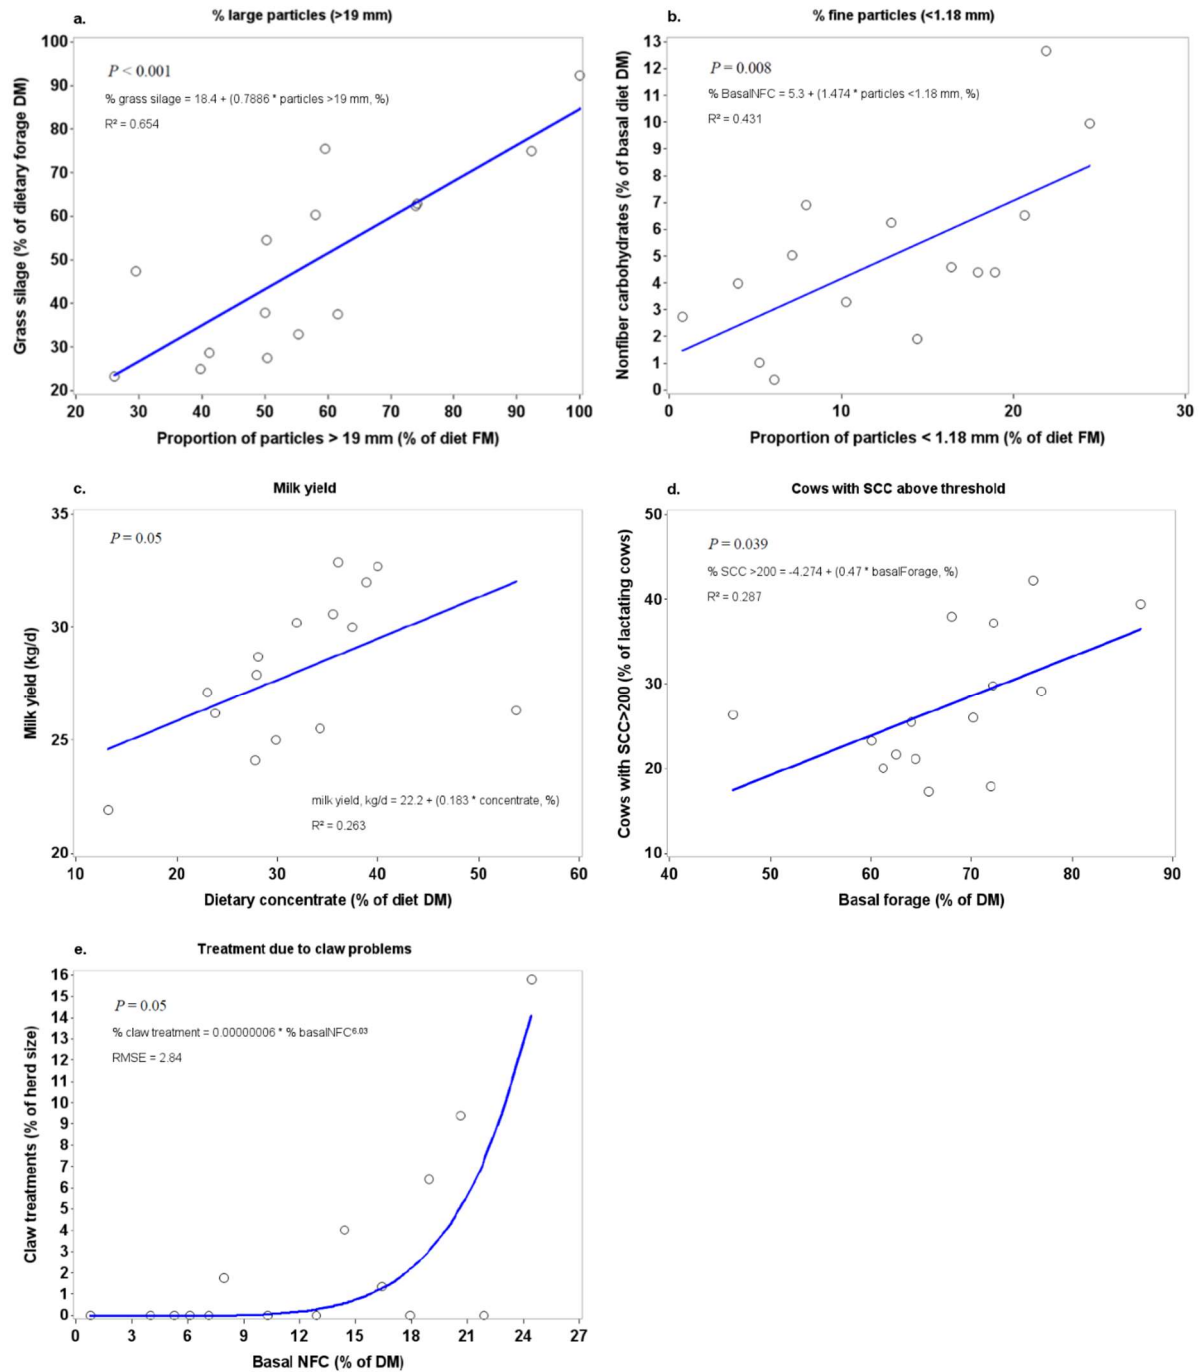 a.
% large particles (>19 mm)
Grass silage (% of dietary forage DM)
100
90
80
70
60
50
40
30
20
P < 0.001
% grass silage = 18.4 + (0.7886 * particles >19 mm, %)
R² = 0.654
20 30 40 50 60 70 80 90 100
Proportion of particles > 19 mm (% of diet FM)
b.
% fine particles (<1.18 mm)
Nonfiber carbohydrates (% of basal diet DM)
13
12
11
10
9
8
7
6
5
4
3
2
1
0
P = 0.008
% BasalNFC = 5.3 + (1.474 * particles <1.18 mm, %)
R² = 0.431
0 10 20 30
Proportion of particles < 1.18 mm (% of diet FM)
c.
Milk yield
Milk yield (kg/d)
35
30
25
20
P = 0.05
milk yield, kg/d = 22.2 + (0.183 * concentrate, %)
R² = 0.263
10 20 30 40 50 60
Dietary concentrate (% of diet DM)
d.
Cows with SCC above threshold
Cows with SCC>200 (% of lactating cows)
50
40
30
20
10
P = 0.039
% SCC >200 = -4.274 + (0.47 * basalForage, %)
R² = 0.287
40 50 60 70 80 90
Basal forage (% of DM)
e.
Treatment due to claw problems
Claw treatments (% of herd size)
16
15
14
13
12
11
10
9
8
7
6
5
4
3
2
1
0
P = 0.05
% claw treatment = 0.00000006 * % basalNFC⁶·⁰³
RMSE = 2.84
0 3 6 9 12 15 18 21 24 27
Basal NFC (% of DM)